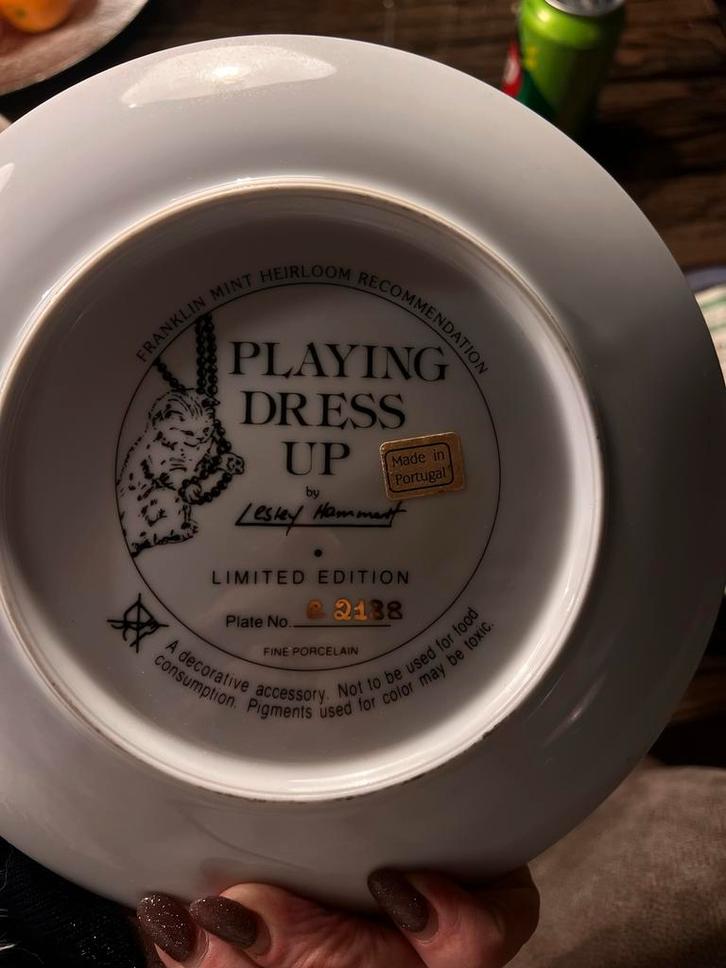 FRANKLIN MINT HEIRLOOM RECOMMENDATION
PLAYING
DRESS
UP
by
Lesley Hammett
Made in
Portugal
LIMITED EDITION
Plate No. 2138
FINE PORCELAIN
A decorative accessory. Not to be used for food
consumption. Pigments used for color may be toxic.